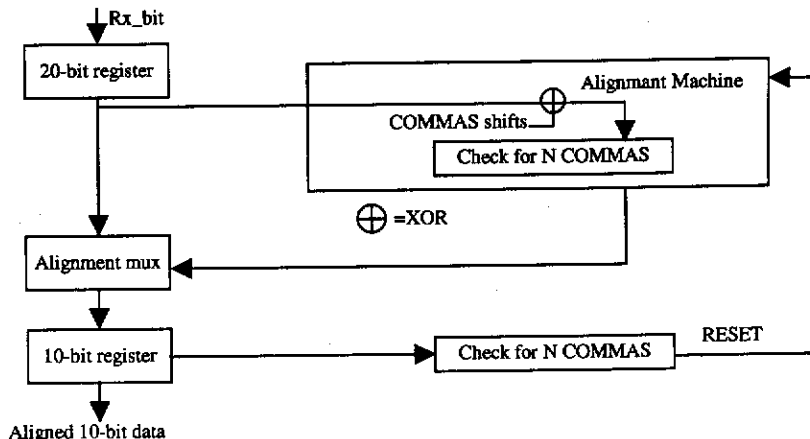 Rx_bit
20-bit register
Alignmant Machine
COMMAS shifts
Check for N COMMAS
=XOR
Alignment mux
10-bit register
Check for N COMMAS
RESET
Aligned 10-bit data